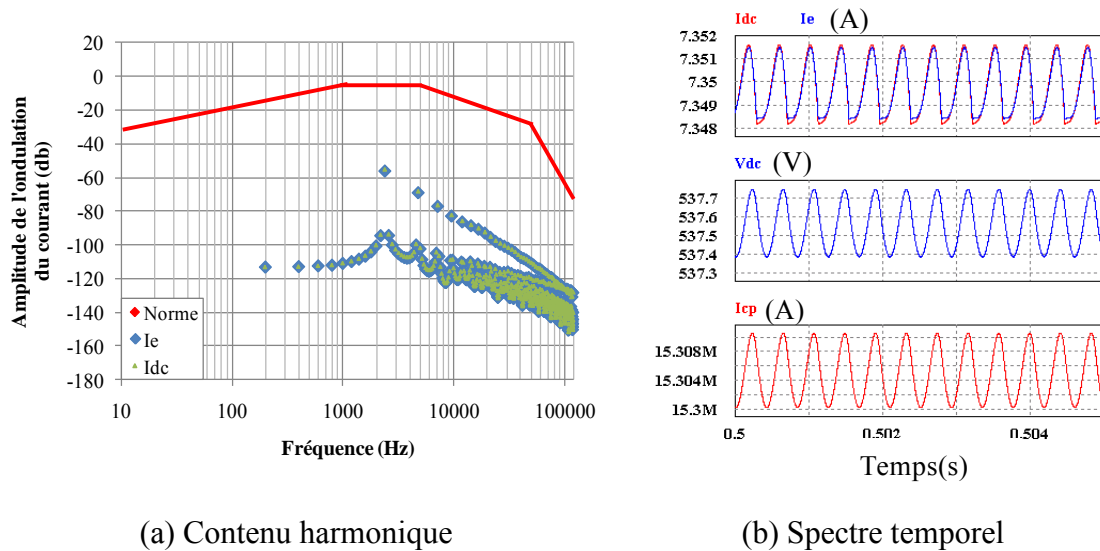 20
0
-20
-40
-60
-80
-100
-120
-140
-160
-180
Amplitude de l'ondulation
du courant (db)
Norme
Ie
Idc
10 100 1000 10000 100000
Fréquence (Hz)
(a) Contenu harmonique
Idc Ie (A)
7.352
7.351
7.35
7.349
7.348
Vdc (V)
537.7
537.6
537.5
537.4
537.3
Icp (A)
15.308M
15.304M
15.3M
0.5 0.502 0.504
Temps(s)
(b) Spectre temporel